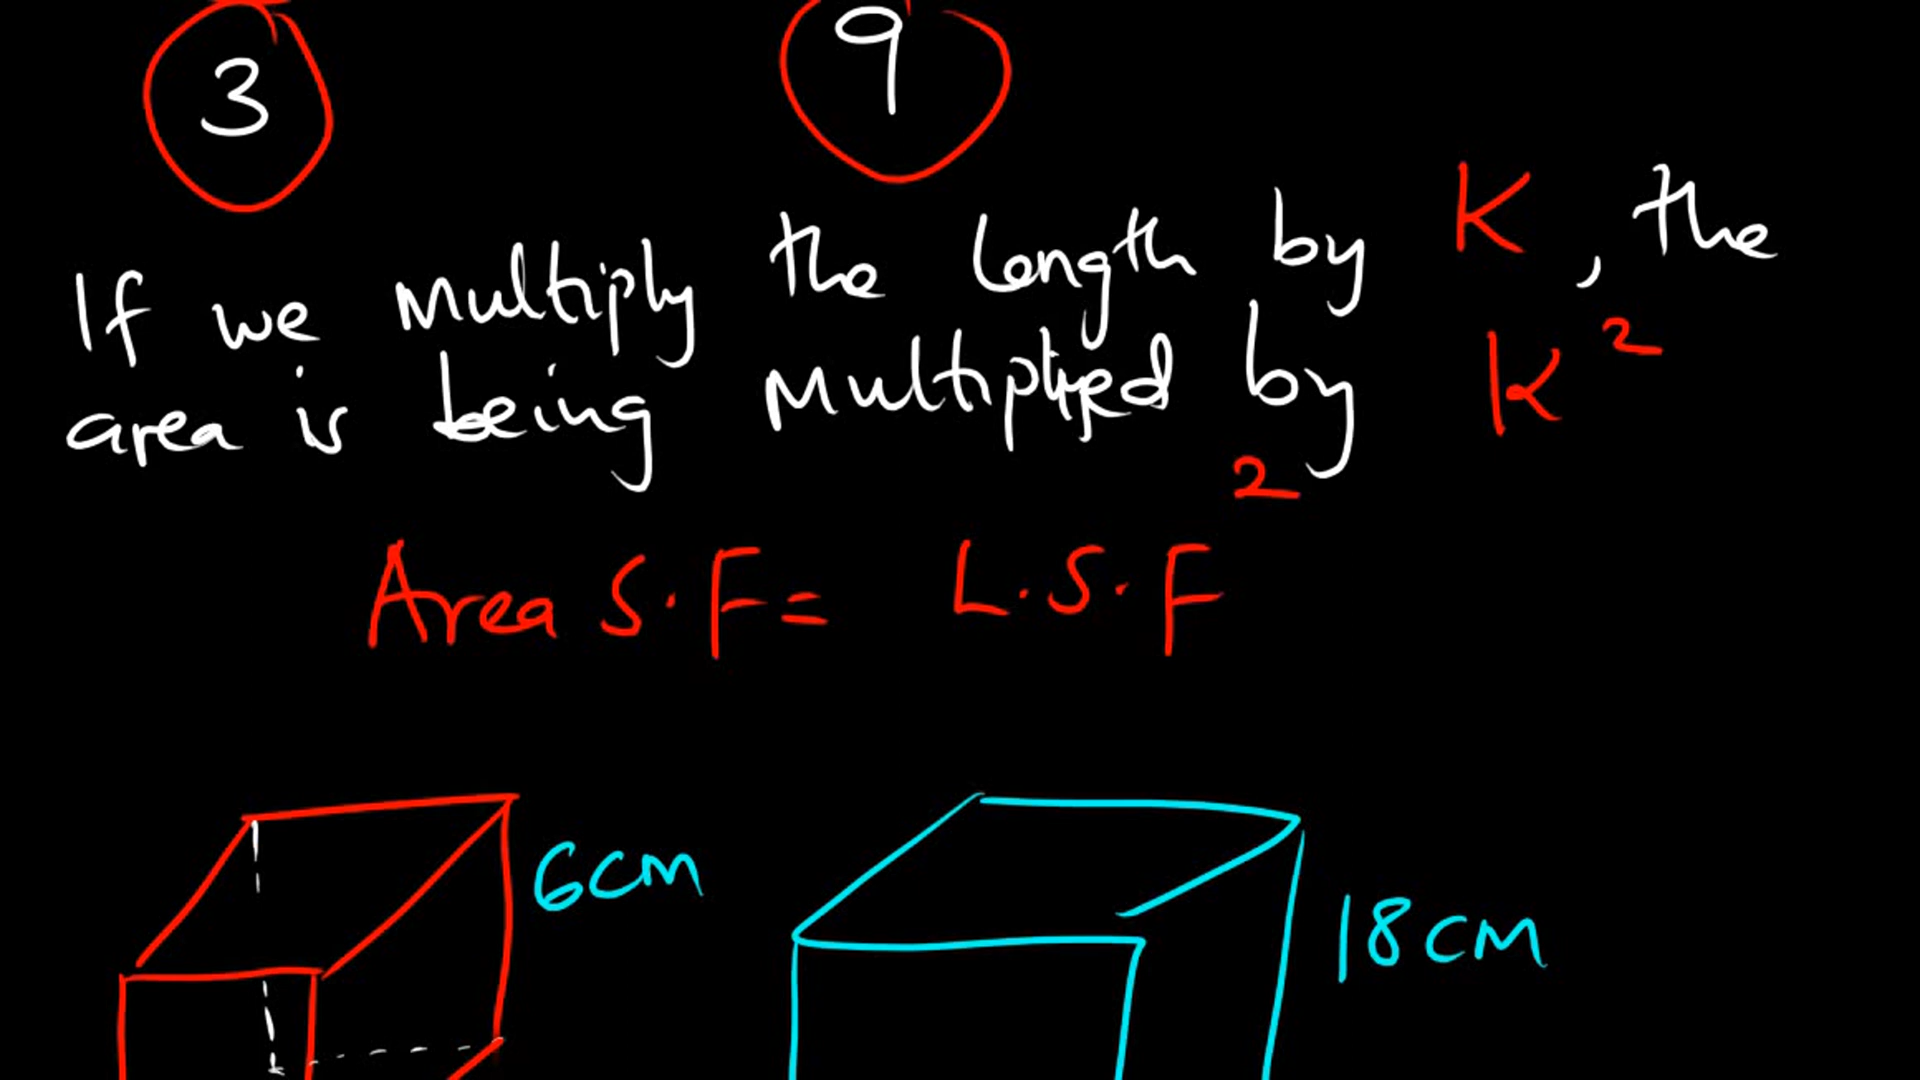 3 9
If we multiply the length by K, the
area is being multiplied by K²
Area S.F = L.S.F²
6cm
18cm